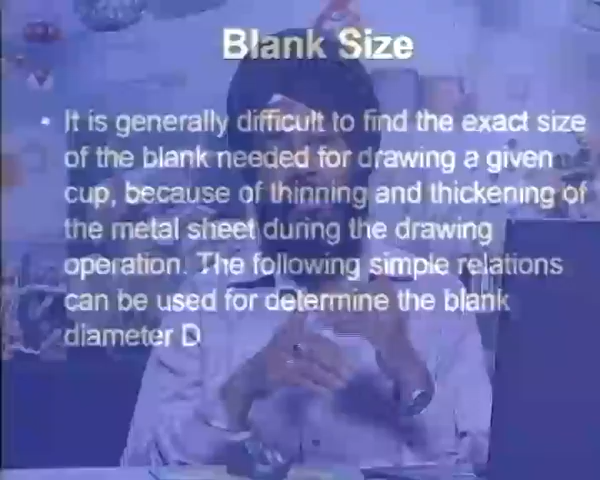 Blank Size
• It is generally difficult to find the exact size
of the blank needed for drawing a given
cup, because of thinning and thickening of
the metal sheet during the drawing
operation. The following simple relations
can be used for determine the blank
diameter D